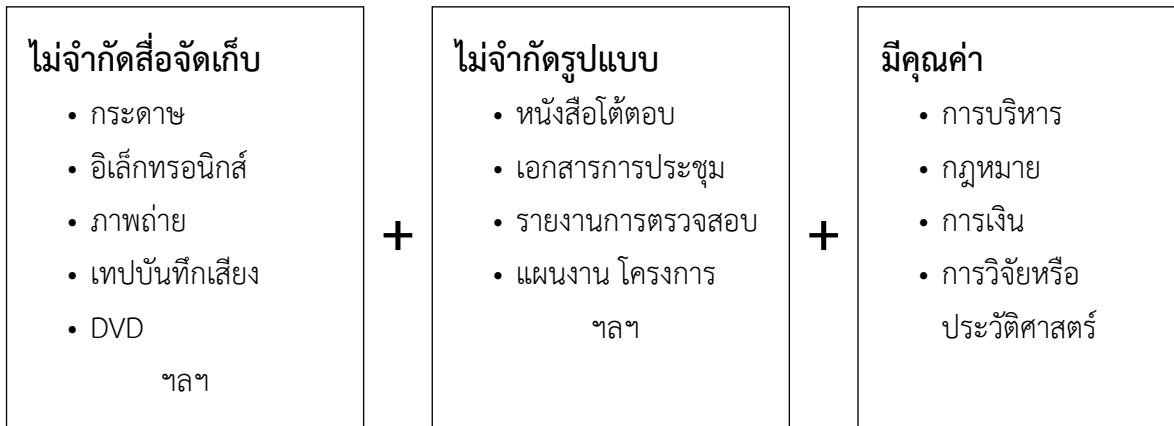 ไม่จำกัดสื่อจัดเก็บ
• กระดาษ
• อิเล็กทรอนิกส์
• ภาพถ่าย
• เทปบันทึกเสียง
• DVD
ฯลฯ
+
ไม่จำกัดรูปแบบ
• หนังสือโต้ตอบ
• เอกสารการประชุม
• รายงานการตรวจสอบ
• แผนงาน โครงการ
ฯลฯ
+
มีคุณค่า
• การบริหาร
• กฎหมาย
• การเงิน
• การวิจัยหรือ
ประวัติศาสตร์